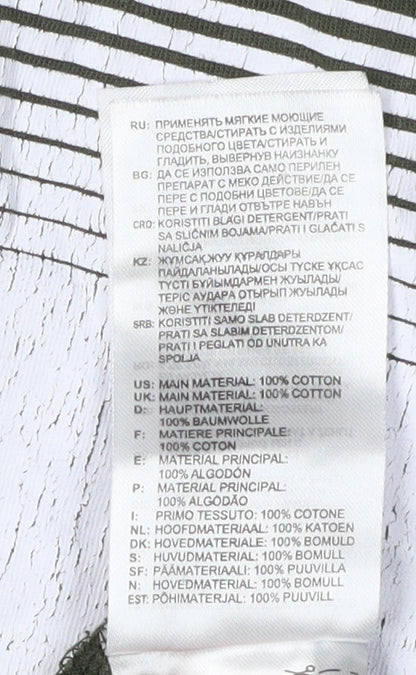 RU: ПРИМЕНЯТЬ МЯГКИЕ МОЮЩИЕ
СРЕДСТВА/СТИРАТЬ С ИЗДЕЛИЯМИ
ПОДОБНОГО ЦВЕТА/СТИРАТЬ И
ГЛАДИТЬ, ВЫВЕРНУВ НАИЗНАНКУ
BG: ДА СЕ ИЗПОЛЗВА САМО ПЕРИЛЕН
ПРЕПАРАТ С МЕКО ДЕЙСТВИЕ/ДА СЕ
ПЕРЕ С ПОДОБНИ ЦВЕТОВЕ/ДА СЕ
ПЕРЕ И ГЛАДИ ОТВЪТРЕ НАВЪН
CRO: KORISTITI BLAGI DETERGENT/PRATI
SA SLIČNIM BOJAMA/PRATI I GLAČATI S
NALIČJA
KZ: ЖҰМСАҚ ЖУУ ҚҰРАЛДАРЫ
ПАЙДАЛАНЫЛАДЫ/ОСЫ ТҮСКЕ ҰҚСАС
ТҮСТІ БҰЙЫМДАРМЕН ЖУЫЛАДЫ/
ТЕРІС АУДАРА ОТЫРЫП ЖУЫЛАДЫ
ЖӘНЕ ҮТІКТЕЛЕДІ
SRB: KORISTITI SAMO SLAB DETERDZENT/
PRATI SA SLABIM DETERDZENTOM/
PRATI I PEGLATI OD UNUTRA KA
SPOLJA
US: MAIN MATERIAL: 100% COTTON
UK: MAIN MATERIAL: 100% COTTON
D: HAUPTMATERIAL:
100% BAUMWOLLE
F: MATIERE PRINCIPALE:
100% COTON
E: MATERIAL PRINCIPAL:
100% ALGODÓN
P: MATERIAL PRINCIPAL:
100% ALGODÃO
I: PRIMO TESSUTO: 100% COTONE
NL: HOOFDMATERIAAL: 100% KATOEN
DK: HOVEDMATERIALE: 100% BOMULD
S: HUVUDMATERIAL: 100% BOMULL
SF: PÄÄMATERIAALI: 100% PUUVILLA
N: HOVEDMATERIAL: 100% BOMULL
EST: PÕHIMATERJAL: 100% PUUVILL